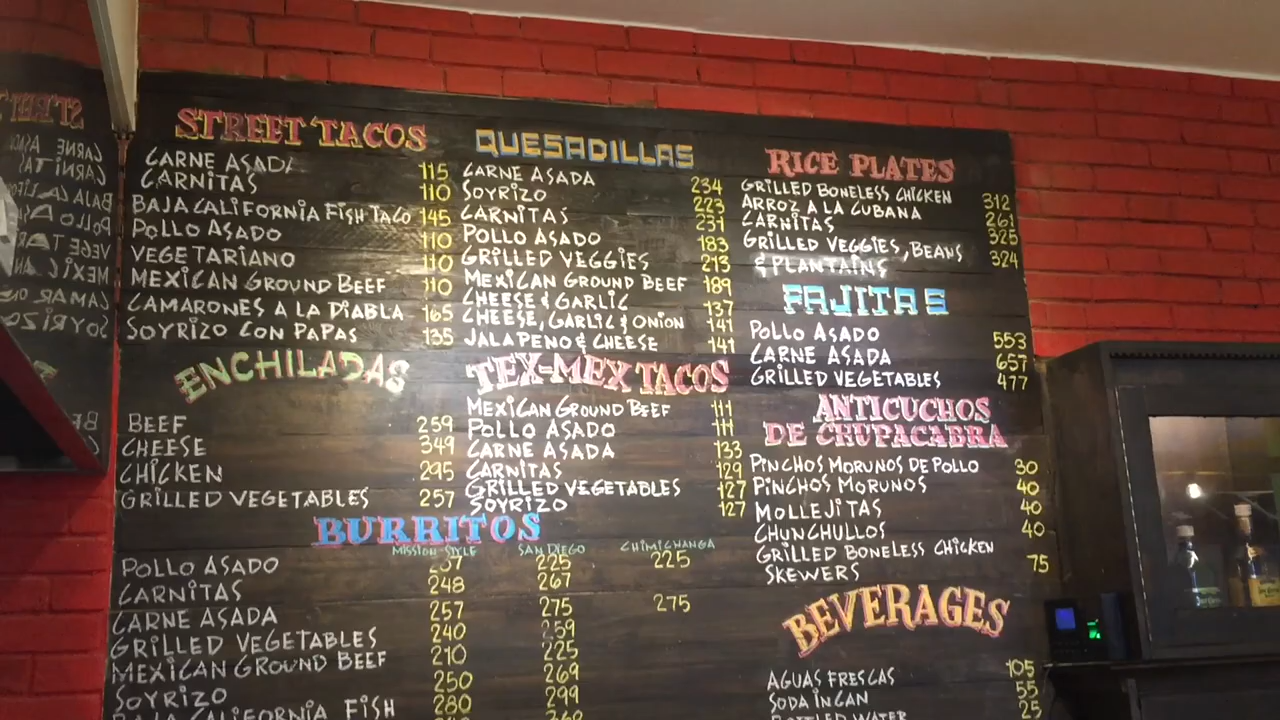 STREET TACOS
CARNE ASADA 115
CARNITAS 110
BAJA CALIFORNIA FISH TACO 145
POLLO ASADO 110
VEGETARIANO 110
MEXICAN GROUND BEEF 110
CAMARONES A LA DIABLA 165
SOYRIZO CON PAPAS 135
ENCHILADAS
BEEF 259
CHEESE 349
CHICKEN 295
GRILLED VEGETABLES 257
QUESADILLAS
CARNE ASADA 234
SOYRIZO 223
CARNITAS 231
POLLO ASADO 183
GRILLED VEGGIES 213
MEXICAN GROUND BEEF 189
CHEESE & GARLIC 137
CHEESE, GARLIC & ONION 141
JALAPENO & CHEESE 141
TEX-MEX TACOS
MEXICAN GROUND BEEF 111
POLLO ASADO 111
CARNE ASADA 133
CARNITAS 129
GRILLED VEGETABLES 127
SOYRIZO 127
BURRITOS
MISSION-STYLE SAN DIEGO CHIMICHANGA
POLLO ASADO 225 225
CARNITAS 248 267
CARNE ASADA 257 275 275
GRILLED VEGETABLES 240 259
MEXICAN GROUND BEEF 210 225
SOYRIZO 250 269
BAJA CALIFORNIA FISH 280 299
RICE PLATES
GRILLED BONELESS CHICKEN 312
ARROZ A LA CUBANA 261
CARNITAS 325
GRILLED VEGGIES, BEANS 324
& PLANTAINS
FAJITAS
POLLO ASADO 553
CARNE ASADA 657
GRILLED VEGETABLES 477
ANTICUCHOS
DE CHUPACABRA
PINCHOS MORUNOS DE POLLO 30
PINCHOS MORUNOS 40
MOLLEJITAS 40
CHUNCHULLOS 40
GRILLED BONELESS CHICKEN 75
SKEWERS
BEVERAGES
AGUAS FRESCAS 105
SODA IN CAN 55
BOTTLED WATER 25